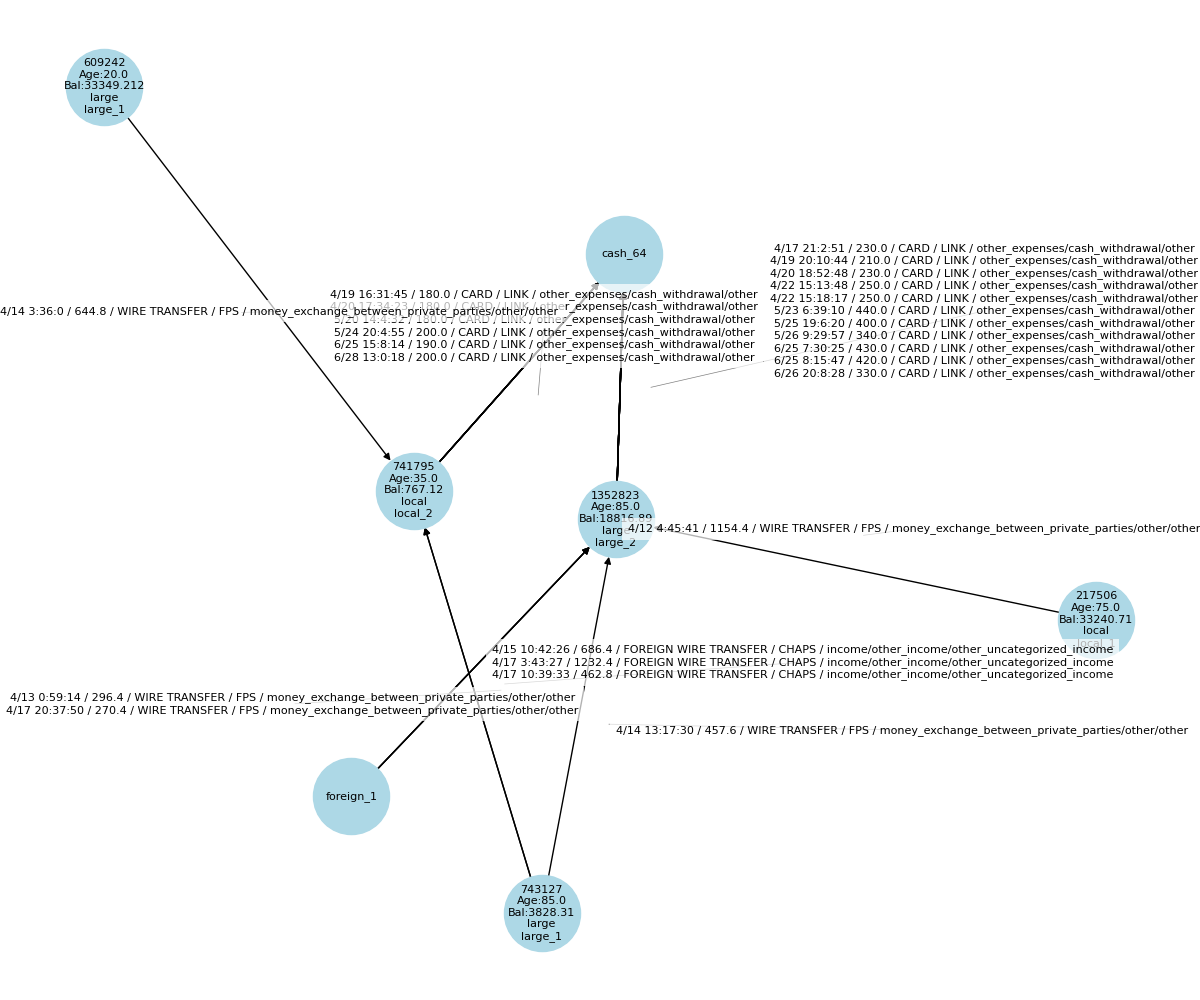 609242
Age:20.0
Bal:33349.212
large
large_1
cash_64
4/17 21:2:51 / 230.0 / CARD / LINK / other_expenses/cash_withdrawal/other
4/19 20:10:44 / 210.0 / CARD / LINK / other_expenses/cash_withdrawal/other
4/20 18:52:48 / 230.0 / CARD / LINK / other_expenses/cash_withdrawal/other
4/22 15:13:48 / 250.0 / CARD / LINK / other_expenses/cash_withdrawal/other
4/22 15:18:17 / 250.0 / CARD / LINK / other_expenses/cash_withdrawal/other
5/23 6:39:10 / 440.0 / CARD / LINK / other_expenses/cash_withdrawal/other
5/25 19:6:20 / 400.0 / CARD / LINK / other_expenses/cash_withdrawal/other
5/26 9:29:57 / 340.0 / CARD / LINK / other_expenses/cash_withdrawal/other
6/25 7:30:25 / 430.0 / CARD / LINK / other_expenses/cash_withdrawal/other
6/25 8:15:47 / 420.0 / CARD / LINK / other_expenses/cash_withdrawal/other
6/26 20:8:28 / 330.0 / CARD / LINK / other_expenses/cash_withdrawal/other
4/19 16:31:45 / 180.0 / CARD / LINK / other_expenses/cash_withdrawal/other
4/20 17:34:23 / 180.0 / CARD / LINK / other_expenses/cash_withdrawal/other
5/20 14:4:32 / 180.0 / CARD / LINK / other_expenses/cash_withdrawal/other
5/24 20:4:55 / 200.0 / CARD / LINK / other_expenses/cash_withdrawal/other
6/25 15:8:14 / 190.0 / CARD / LINK / other_expenses/cash_withdrawal/other
6/28 13:0:18 / 200.0 / CARD / LINK / other_expenses/cash_withdrawal/other
4/14 3:36:0 / 644.8 / WIRE TRANSFER / FPS / money_exchange_between_private_parties/other/other
741795
Age:35.0
Bal:767.12
local
local_2
1352823
Age:85.0
Bal:18816.89
large
large_2
4/12 4:45:41 / 1154.4 / WIRE TRANSFER / FPS / money_exchange_between_private_parties/other/other
217506
Age:75.0
Bal:33240.71
local
4/15 10:42:26 / 686.4 / FOREIGN WIRE TRANSFER / CHAPS / income/other_income/other_uncategorized_income
4/17 3:43:27 / 1232.4 / FOREIGN WIRE TRANSFER / CHAPS / income/other_income/other_uncategorized_income
4/17 10:39:33 / 462.8 / FOREIGN WIRE TRANSFER / CHAPS / income/other_income/other_uncategorized_income
4/13 0:59:14 / 296.4 / WIRE TRANSFER / FPS / money_exchange_between_private_parties/other/other
4/17 20:37:50 / 270.4 / WIRE TRANSFER / FPS / money_exchange_between_private_parties/other/other
4/14 13:17:30 / 457.6 / WIRE TRANSFER / FPS / money_exchange_between_private_parties/other/other
foreign_1
743127
Age:85.0
Bal:3828.31
large
large_1